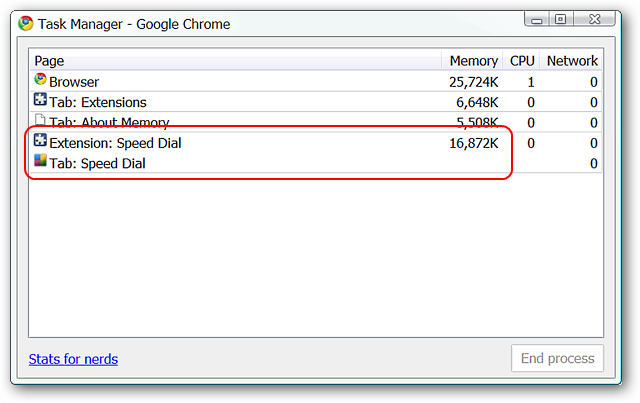 Task Manager - Google Chrome
Page Memory CPU Network
Browser 25,724K 1 0
Tab: Extensions 6,648K 0 0
Tab: About Memory 5,508K 0 0
Extension: Speed Dial 16,872K 0 0
Tab: Speed Dial 0
Stats for nerds End process